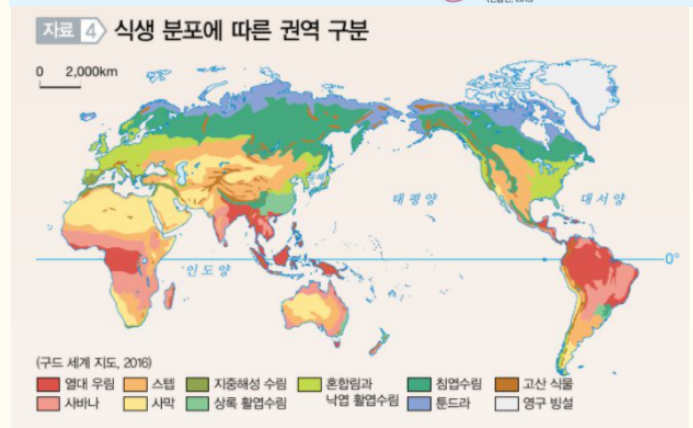 자료 4 식생 분포에 따른 권역 구분
0 2,000km
태평양
대서양
인도양
0°
(구드 세계 지도, 2016)
열대 우림 스텝 지중해성 수림 혼합림과 낙엽 활엽수림 침엽수림 고산 식물
사바나 사막 상록 활엽수림 툰드라 영구 빙설